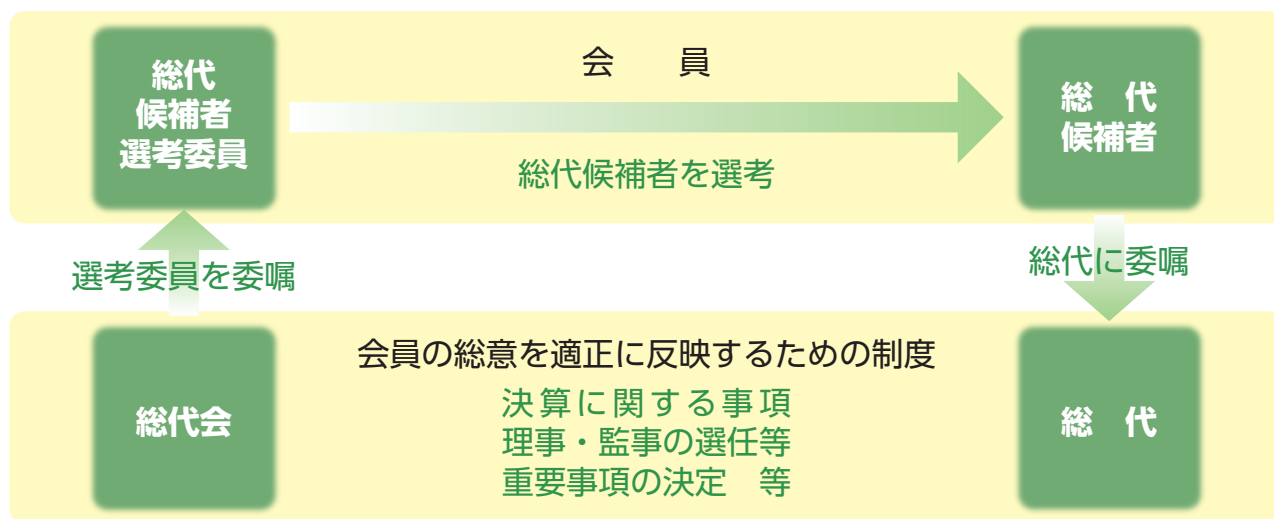 総代
候補者
選考委員
会　員
総代候補者を選考
総　代
候補者
選考委員を委嘱
総代に委嘱
総代会
会員の総意を適正に反映するための制度
決算に関する事項
理事・監事の選任等
重要事項の決定　等
総　代